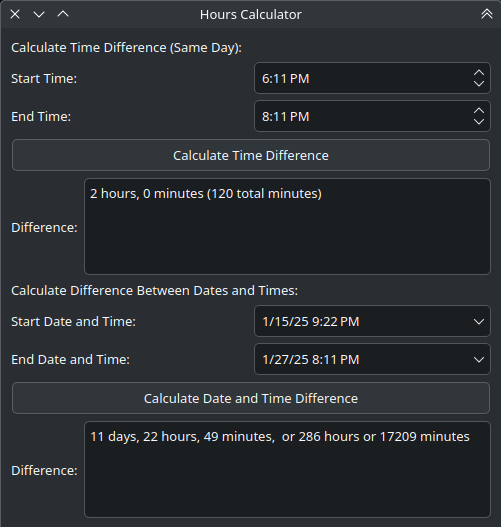 Hours Calculator
Calculate Time Difference (Same Day):
Start Time: 6:11 PM
End Time: 8:11 PM
Calculate Time Difference
2 hours, 0 minutes (120 total minutes)
Difference:
Calculate Difference Between Dates and Times:
Start Date and Time: 1/15/25 9:22 PM
End Date and Time: 1/27/25 8:11 PM
Calculate Date and Time Difference
11 days, 22 hours, 49 minutes,  or 286 hours or 17209 minutes
Difference: